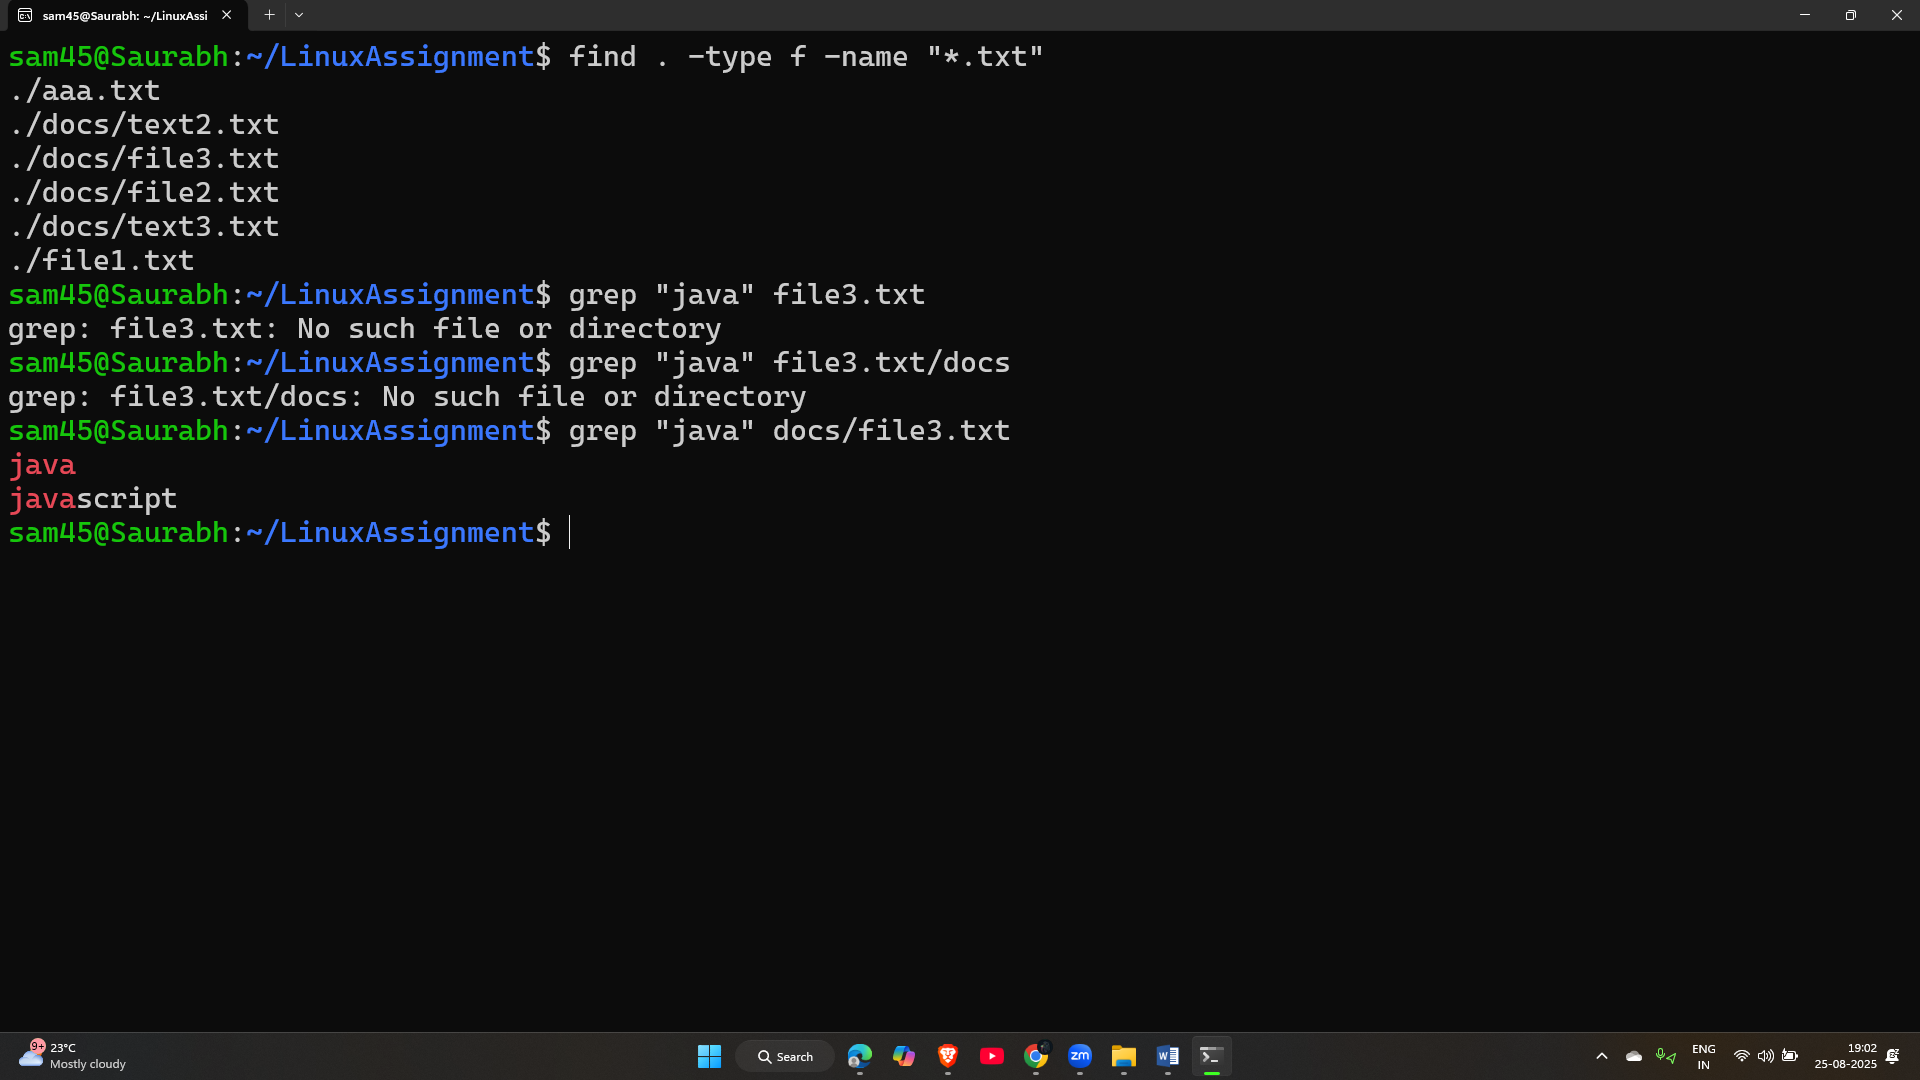 sam45@Saurabh: ~/LinuxAssi
sam45@Saurabh:~/LinuxAssignment$ find . -type f -name "*.txt"
./aaa.txt
./docs/text2.txt
./docs/file3.txt
./docs/file2.txt
./docs/text3.txt
./file1.txt
sam45@Saurabh:~/LinuxAssignment$ grep "java" file3.txt
grep: file3.txt: No such file or directory
sam45@Saurabh:~/LinuxAssignment$ grep "java" file3.txt/docs
grep: file3.txt/docs: No such file or directory
sam45@Saurabh:~/LinuxAssignment$ grep "java" docs/file3.txt
java
javascript
sam45@Saurabh:~/LinuxAssignment$
9+
23°C
Mostly cloudy
Search
zm
W
ENG
IN
19:02
25-08-2025